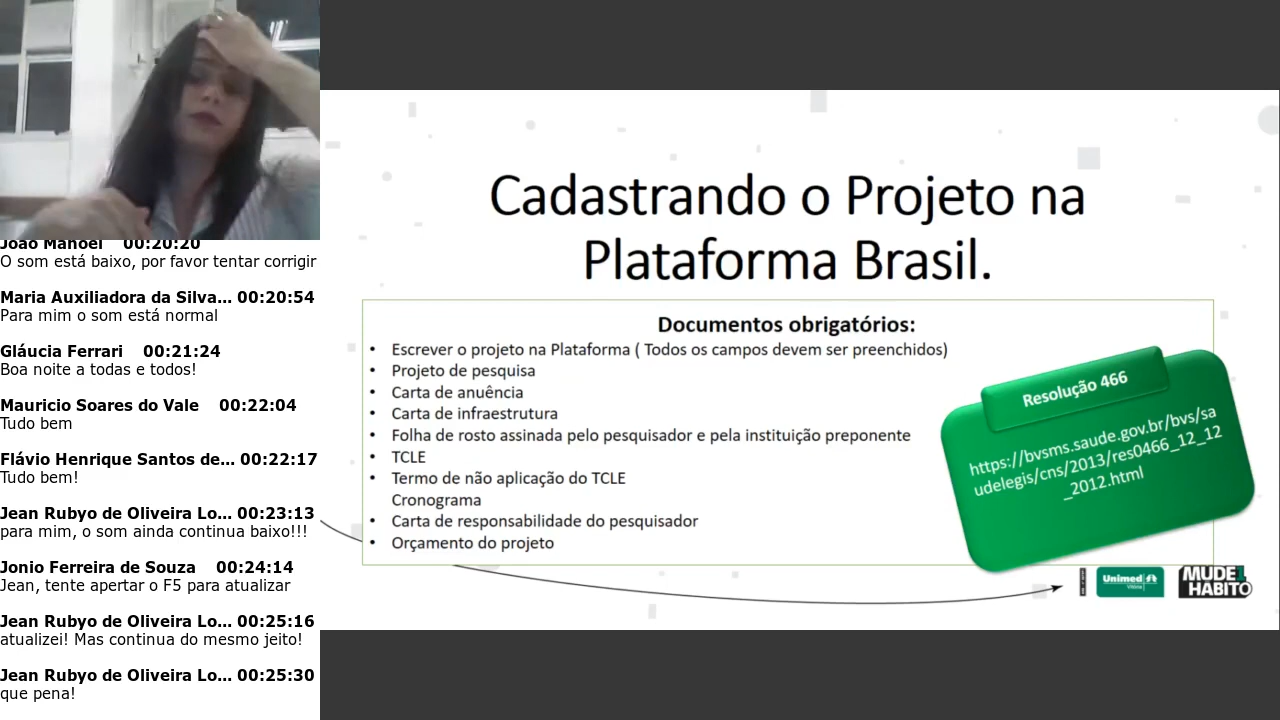 João Manoel 00:20:20
O som está baixo, por favor tentar corrigir
Maria Auxiliadora da Silva... 00:20:54
Para mim o som está normal
Gláucia Ferrari 00:21:24
Boa noite a todas e todos!
Mauricio Soares do Vale 00:22:04
Tudo bem
Flávio Henrique Santos de... 00:22:17
Tudo bem!
Jean Rubyo de Oliveira Lo... 00:23:13
para mim, o som ainda continua baixo!!!
Jonio Ferreira de Souza 00:24:14
Jean, tente apertar o F5 para atualizar
Jean Rubyo de Oliveira Lo... 00:25:16
atualizei! Mas continua do mesmo jeito!
Jean Rubyo de Oliveira Lo... 00:25:30
que pena!
Cadastrando o Projeto na
Plataforma Brasil.
Documentos obrigatórios:
• Escrever o projeto na Plataforma ( Todos os campos devem ser preenchidos)
• Projeto de pesquisa
• Carta de anuência
• Carta de infraestrutura
• Folha de rosto assinada pelo pesquisador e pela instituição preponente
• TCLE
• Termo de não aplicação do TCLE
Cronograma
• Carta de responsabilidade do pesquisador
• Orçamento do projeto
Resolução 466
https://bvsms.saude.gov.br/bvs/sa
udelegis/cns/2013/res0466_12_12
_2012.html
Unimed
Vitória
MUDE1
HÁBITO